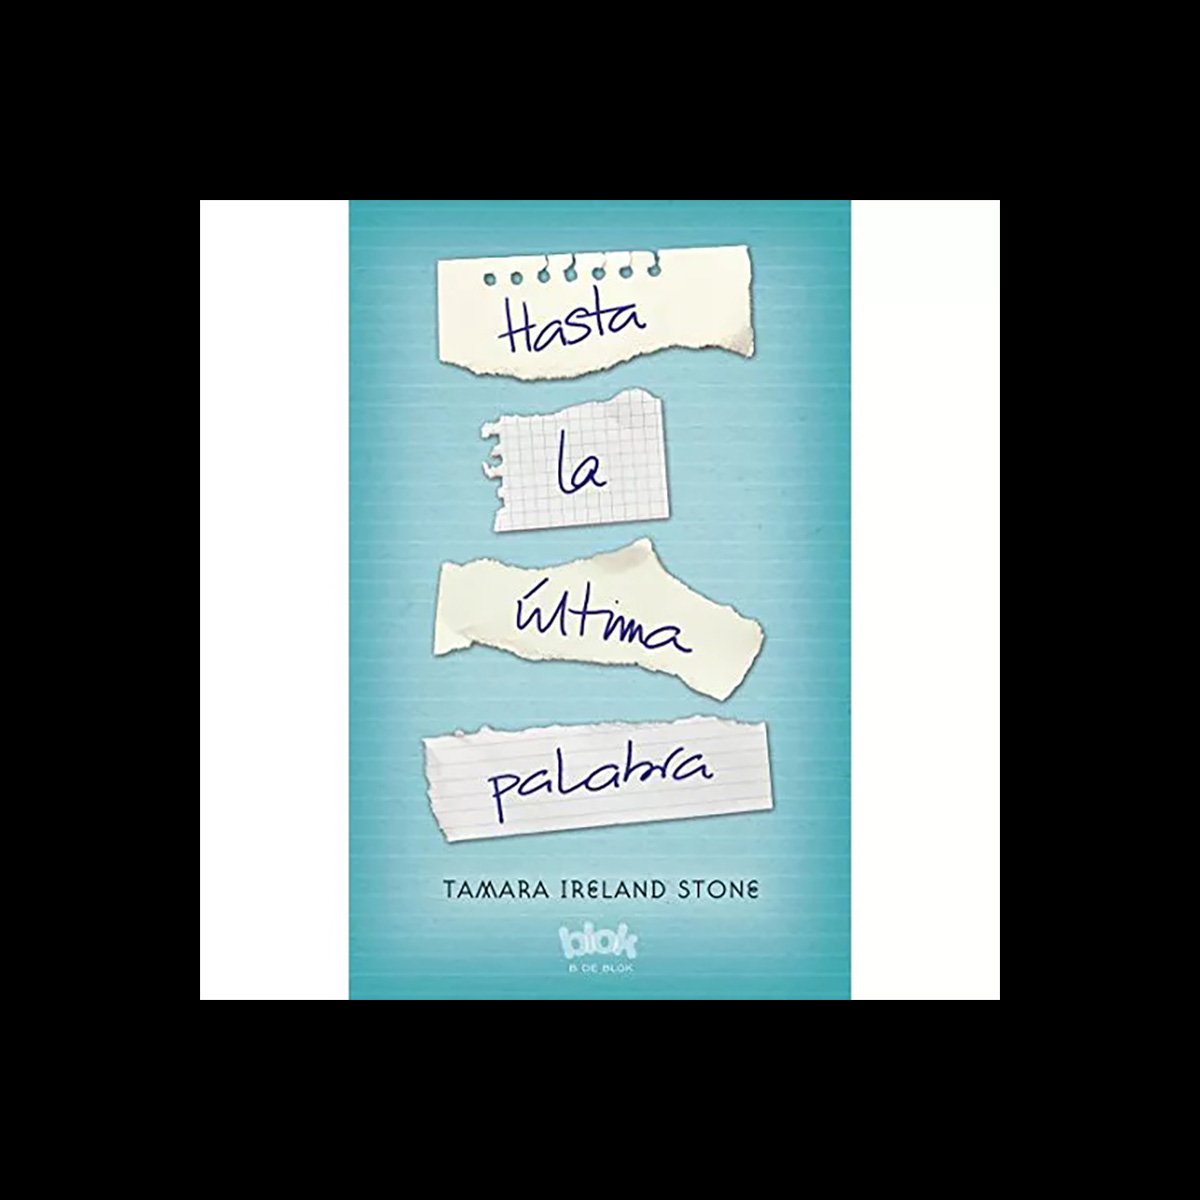 Hasta
la
última
palabra
TAMARA IRELAND STONE
blok
B DE BLOK